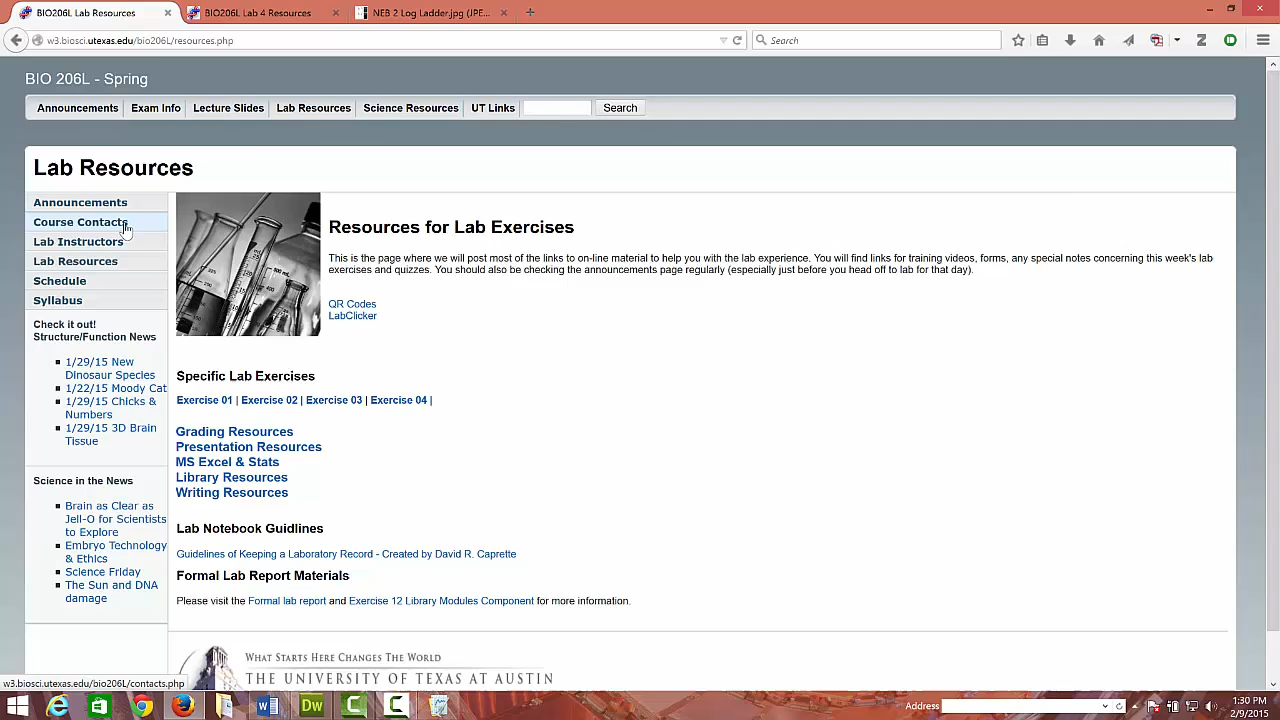 BIO206L Lab Resources
BIO206L Lab 4 Resources
NEB 2 Log Ladder.jpg (JPE...
w3.biosci.utexas.edu/bio206L/resources.php
Search
BIO 206L - Spring
Announcements
Exam Info
Lecture Slides
Lab Resources
Science Resources
UT Links
Search
Lab Resources
Announcements
Course Contacts
Lab Instructors
Lab Resources
Schedule
Syllabus
Check it out!
Structure/Function News
1/29/15 New
Dinosaur Species
1/22/15 Moody Cat
1/29/15 Chicks &
Numbers
1/29/15 3D Brain
Tissue
Science in the News
Brain as Clear as
Jell-O for Scientists
to Explore
Embryo Technology
& Ethics
Science Friday
The Sun and DNA
damage
Resources for Lab Exercises
This is the page where we will post most of the links to on-line material to help you with the lab experience. You will find links for training videos, forms, any special notes concerning this week's lab
exercises and quizzes. You should also be checking the announcements page regularly (especially just before you head off to lab for that day).
QR Codes
LabClicker
Specific Lab Exercises
Exercise 01 | Exercise 02 | Exercise 03 | Exercise 04 |
Grading Resources
Presentation Resources
MS Excel & Stats
Library Resources
Writing Resources
Lab Notebook Guidlines
Guidelines of Keeping a Laboratory Record - Created by David R. Caprette
Formal Lab Report Materials
Please visit the Formal lab report and Exercise 12 Library Modules Component for more information.
WHAT STARTS HERE CHANGES THE WORLD
THE UNIVERSITY OF TEXAS AT AUSTIN
w3.biosci.utexas.edu/bio206L/contacts.php
Dw
Address
1:30 PM
2/9/2015